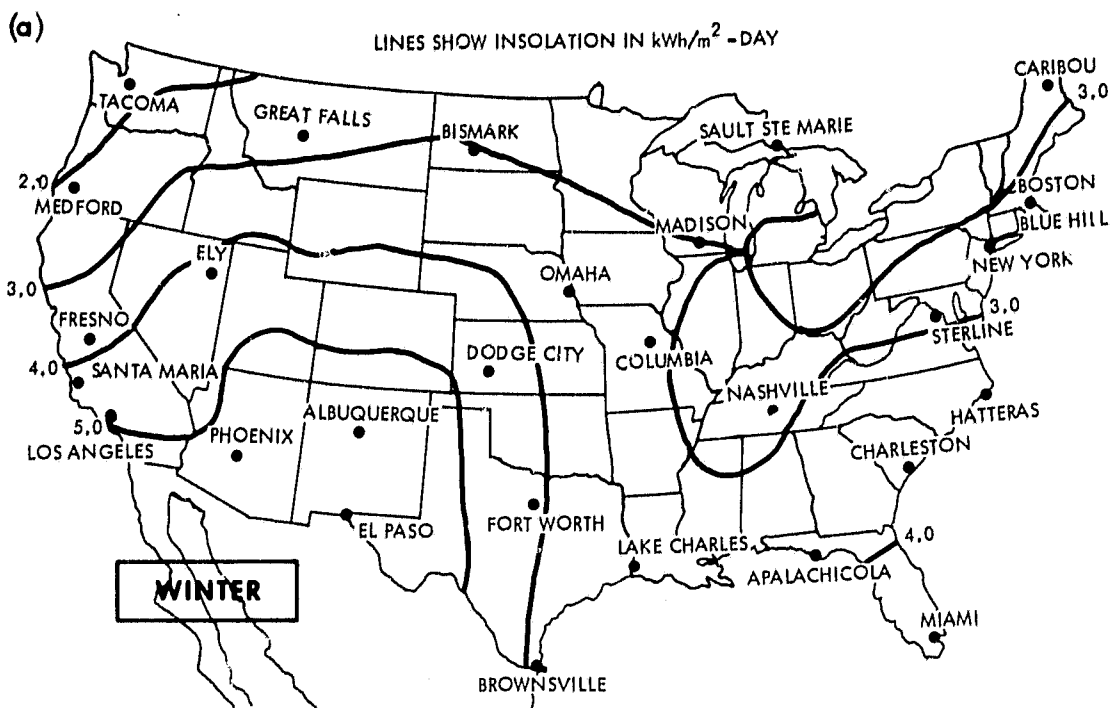 (a)
LINES SHOW INSOLATION IN kWh/m² -DAY
CARIBOU
3,0
TACOMA
GREAT FALLS
BISMARK
SAULT STE MARIE
2,0
MEDFORD
BOSTON
MADISON
BLUE HILL
ELY
NEW YORK
OMAHA
3,0
FRESNO
3,0
STERLINE
DODGE CITY
COLUMBIA
4,0
SANTA MARIA
NASHVILLE
5,0
ALBUQUERQUE
HATTERAS
LOS ANGELES
PHOENIX
CHARLESTON
EL PASO
FORT WORTH
LAKE CHARLES
4,0
APALACHICOLA
WINTER
MIAMI
BROWNSVILLE